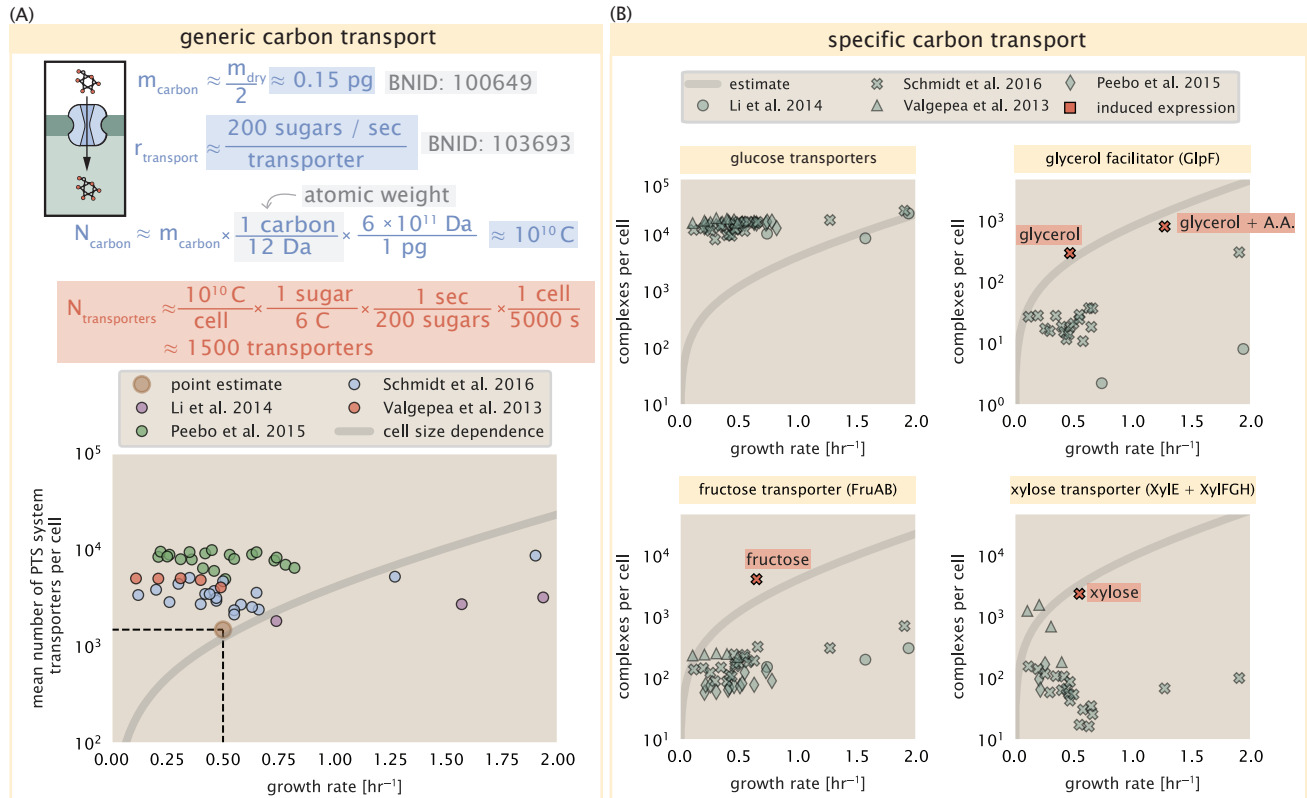 (A)
generic carbon transport
m_carbon ≈ m_dry / 2 ≈ 0.15 pg BNID: 100649
r_transport ≈ 200 sugars / sec / transporter BNID: 103693
atomic weight
N_carbon ≈ m_carbon × 1 carbon / 12 Da × 6 ×10^11 Da / 1 pg ≈ 10^10 C
N_transporters ≈ 10^10 C / cell × 1 sugar / 6 C × 1 sec / 200 sugars × 1 cell / 5000 s
≈ 1500 transporters
point estimate
Li et al. 2014
Peebo et al. 2015
Schmidt et al. 2016
Valgepea et al. 2013
cell size dependence
mean number of PTS system
transporters per cell
10^5
10^4
10^3
10^2
0.00 0.25 0.50 0.75 1.00 1.25 1.50 1.75 2.00
growth rate [hr^−1]
(B)
specific carbon transport
estimate
Li et al. 2014
Schmidt et al. 2016
Valgepea et al. 2013
Peebo et al. 2015
induced expression
glucose transporters
complexes per cell
10^5
10^4
10^3
10^2
10^1
0 0.5 1.0 1.5 2.0
growth rate [hr^−1]
glycerol facilitator (GlpF)
complexes per cell
10^3
10^2
10^1
10^0
glycerol
glycerol + A.A.
0 0.5 1.0 1.5 2.0
growth rate [hr^−1]
fructose transporter (FruAB)
complexes per cell
10^4
10^3
10^2
10^1
fructose
0 0.5 1.0 1.5 2.0
growth rate [hr^−1]
xylose transporter (XylE + XylFGH)
complexes per cell
10^4
10^3
10^2
10^1
xylose
0 0.5 1.0 1.5 2.0
growth rate [hr^−1]